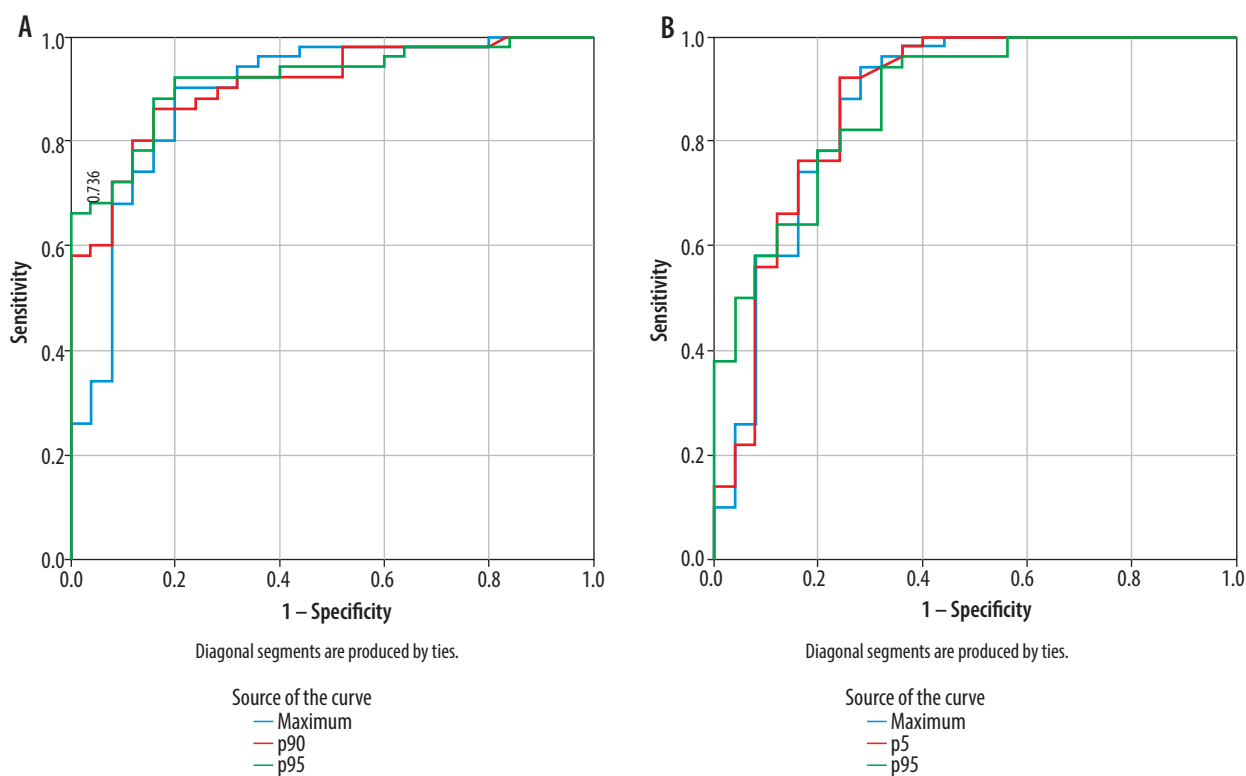 A
1.0
0.8
0.736
0.6
0.4
0.2
0.0
Sensitivity
0.0 0.2 0.4 0.6 0.8 1.0
1 – Specificity
Diagonal segments are produced by ties.
Source of the curve
Maximum
p90
p95
B
1.0
0.8
0.6
0.4
0.2
0.0
Sensitivity
0.0 0.2 0.4 0.6 0.8 1.0
1 – Specificity
Diagonal segments are produced by ties.
Source of the curve
Maximum
p5
p95